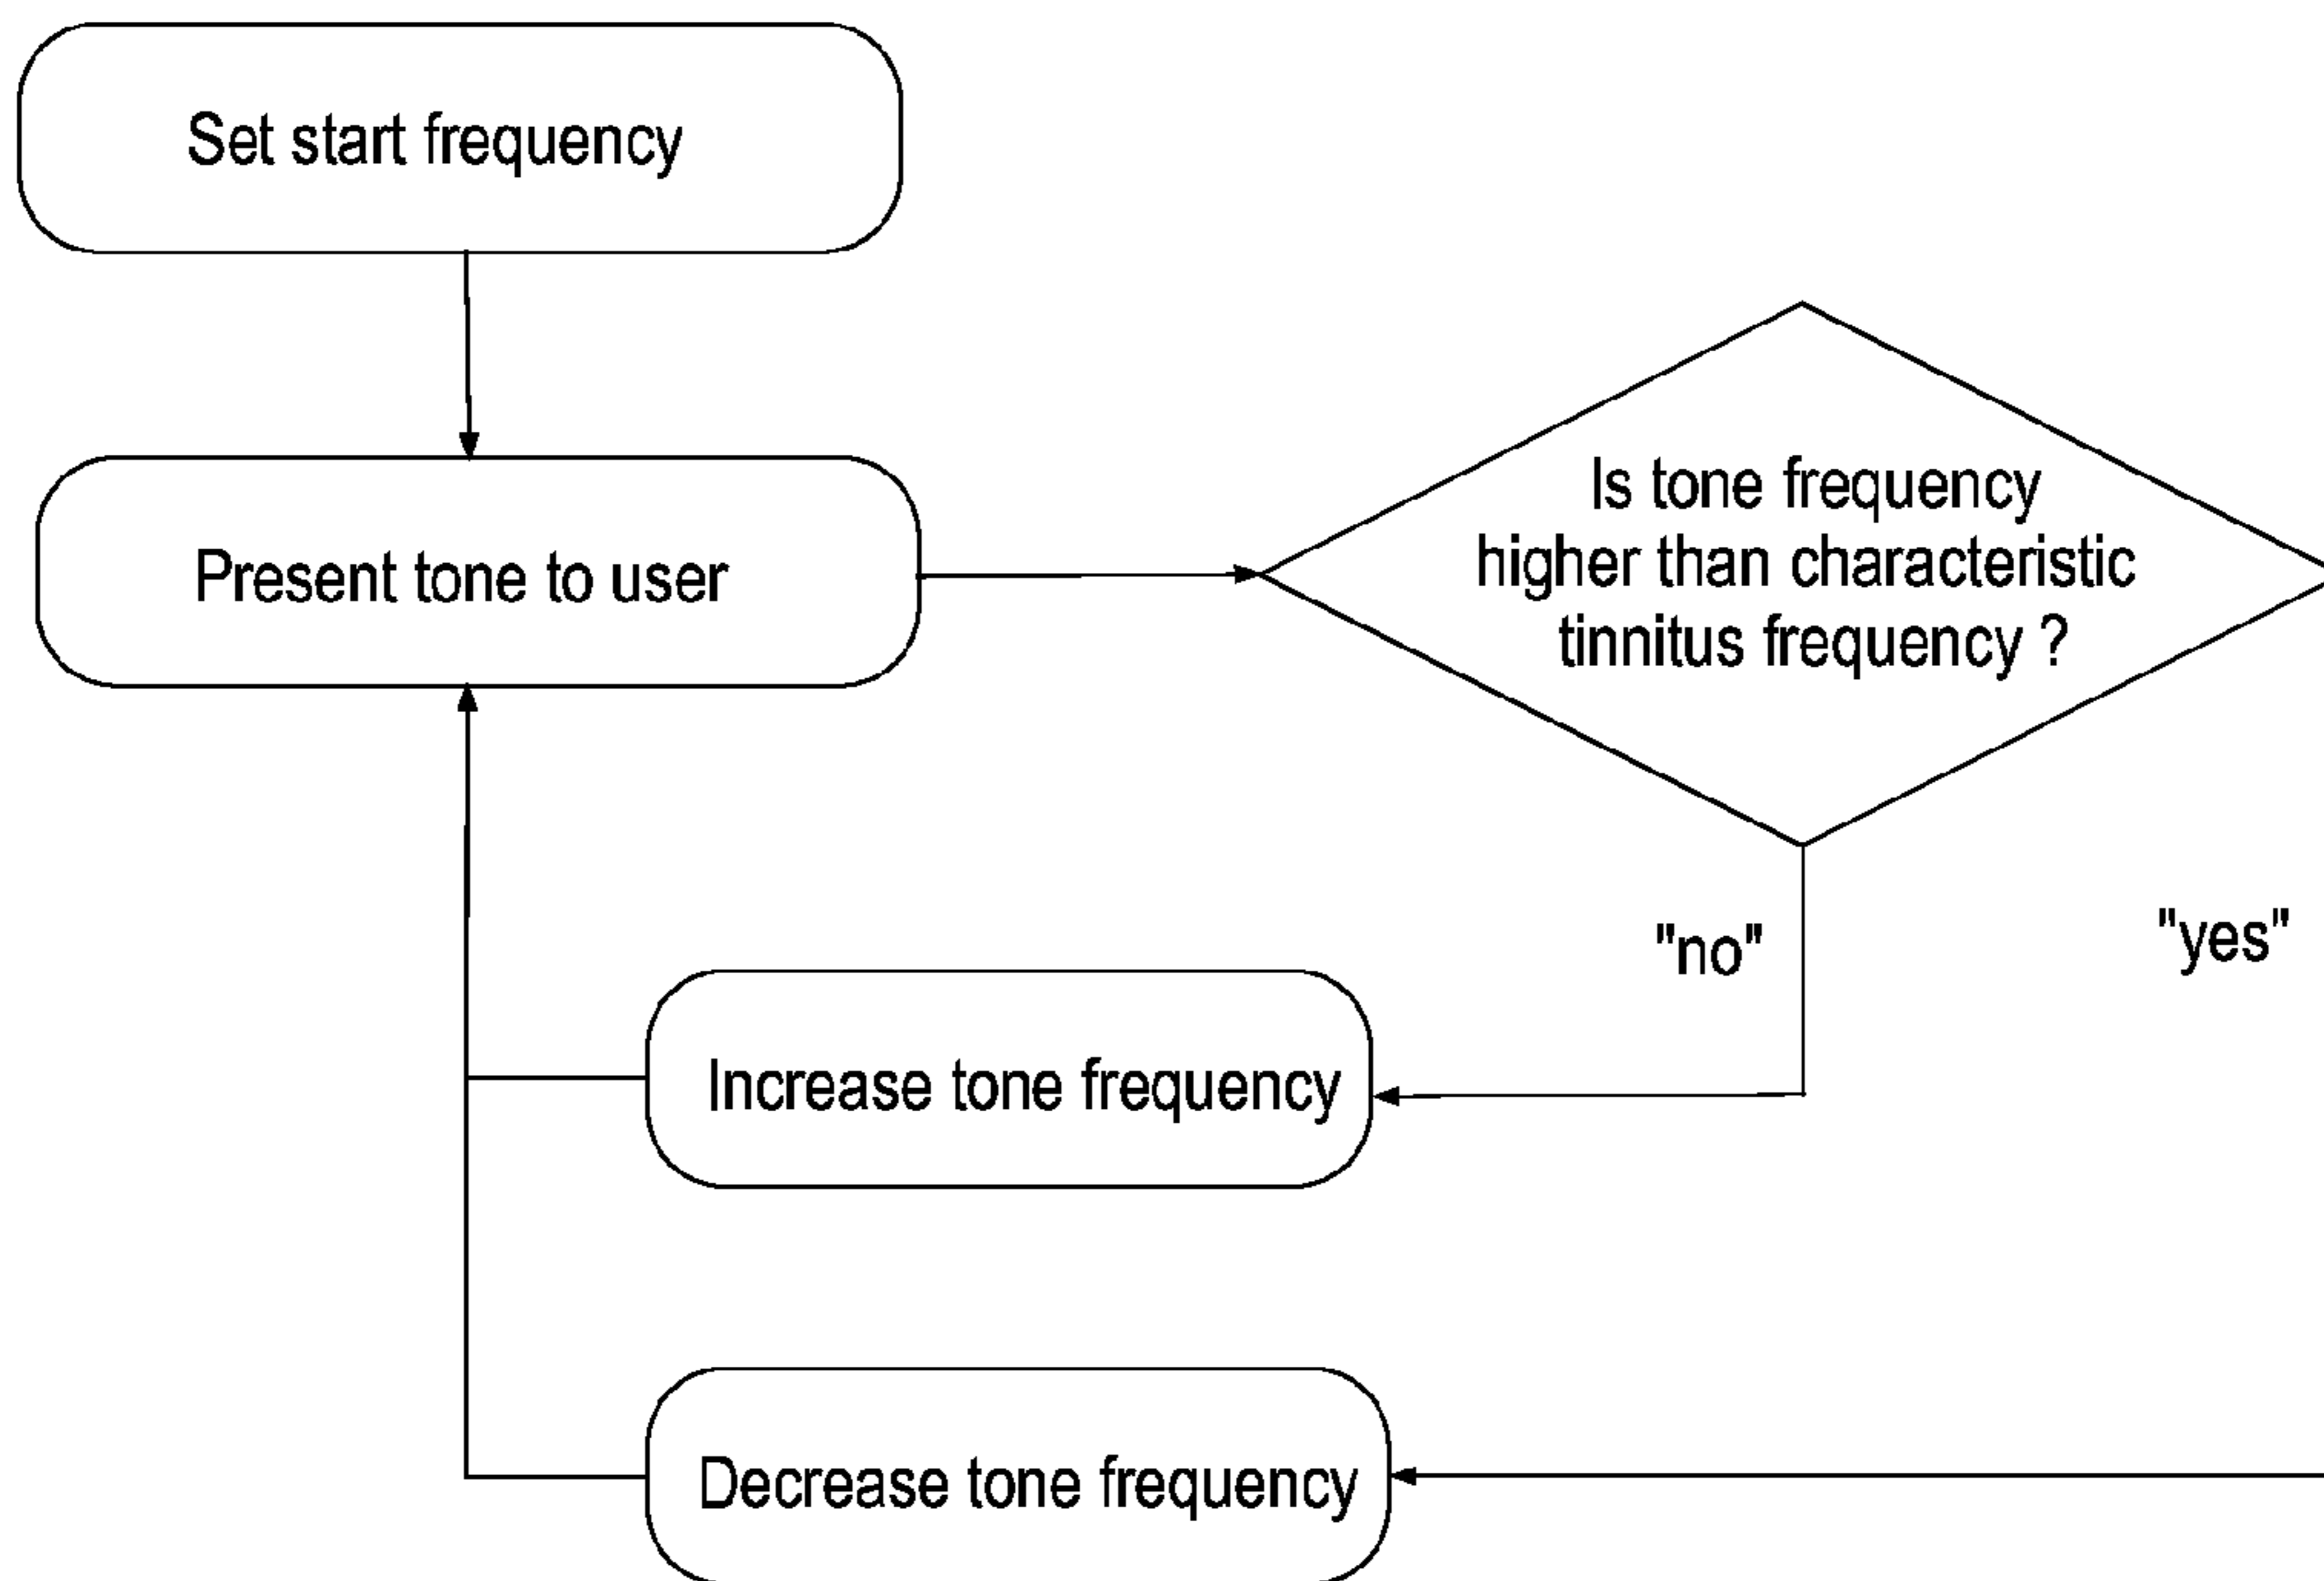 Set start frequency
Present tone to user
Is tone frequency
higher than characteristic
tinnitus frequency ?
"no"
"yes"
Increase tone frequency
Decrease tone frequency